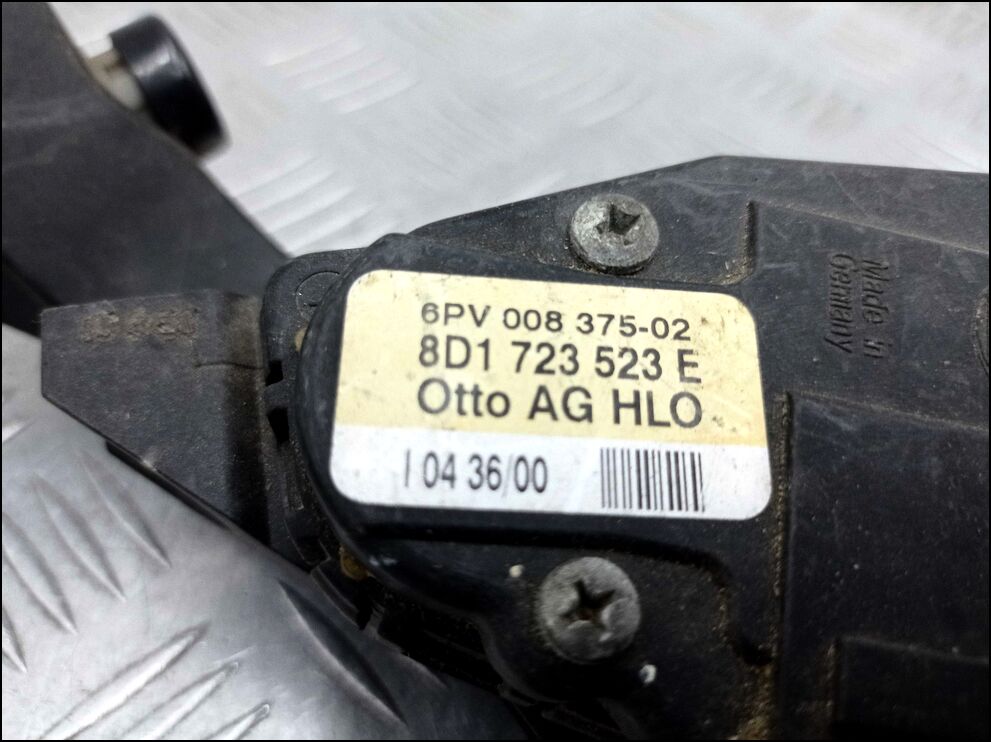 6PV 008 375-02
8D1 723 523 E
Otto AG HLO
I 04 36/00
Made in
Germany